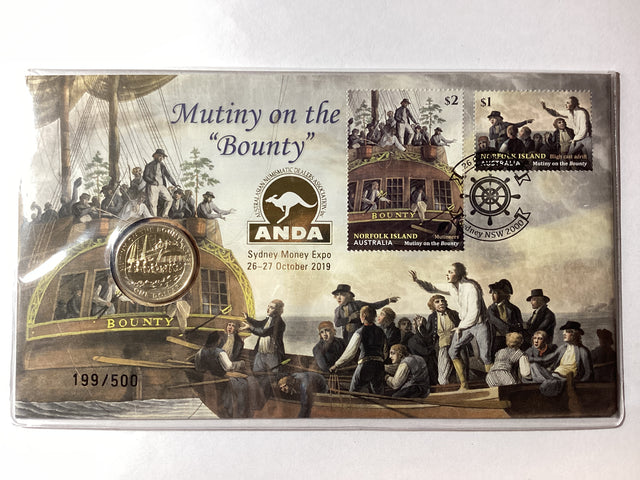 Mutiny on the
"Bounty"
AUSTRALASIAN NUMISMATIC DEALERS ASSOCIATION
ANDA
Sydney Money Expo
26–27 October 2019
$2
BOUNTY
NORFOLK ISLAND
AUSTRALIA
Mutineers
Mutiny on the Bounty
$1
NORFOLK ISLAND
AUSTRALIA
Bligh cast adrift
Mutiny on the Bounty
Sydney NSW 2000
BOUNTY
199/500